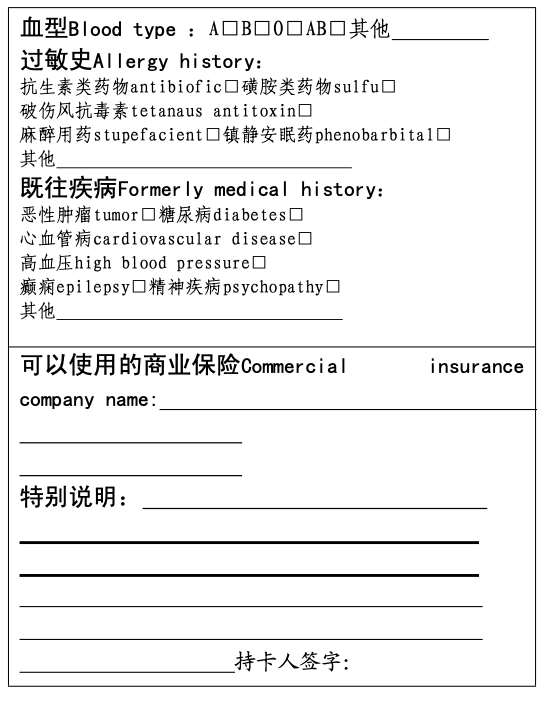 血型Blood type : A□B□O□AB□其他__________
过敏史Allergy history:
抗生素类药物antibiofic□磺胺类药物sulfu□
破伤风抗毒素tetanaus antitoxin□
麻醉用药stupefacient□镇静安眠药phenobarbital□
其他______________________________
既往疾病Formerly medical history:
恶性肿瘤tumor□糖尿病diabetes□
心血管病cardiovascular disease□
高血压high blood pressure□
癫痫epilepsy□精神疾病psychopathy□
其他______________________________
可以使用的商业保险Commercial insurance
company name:______________________________
特别说明：______________________________
______________________持卡人签字: